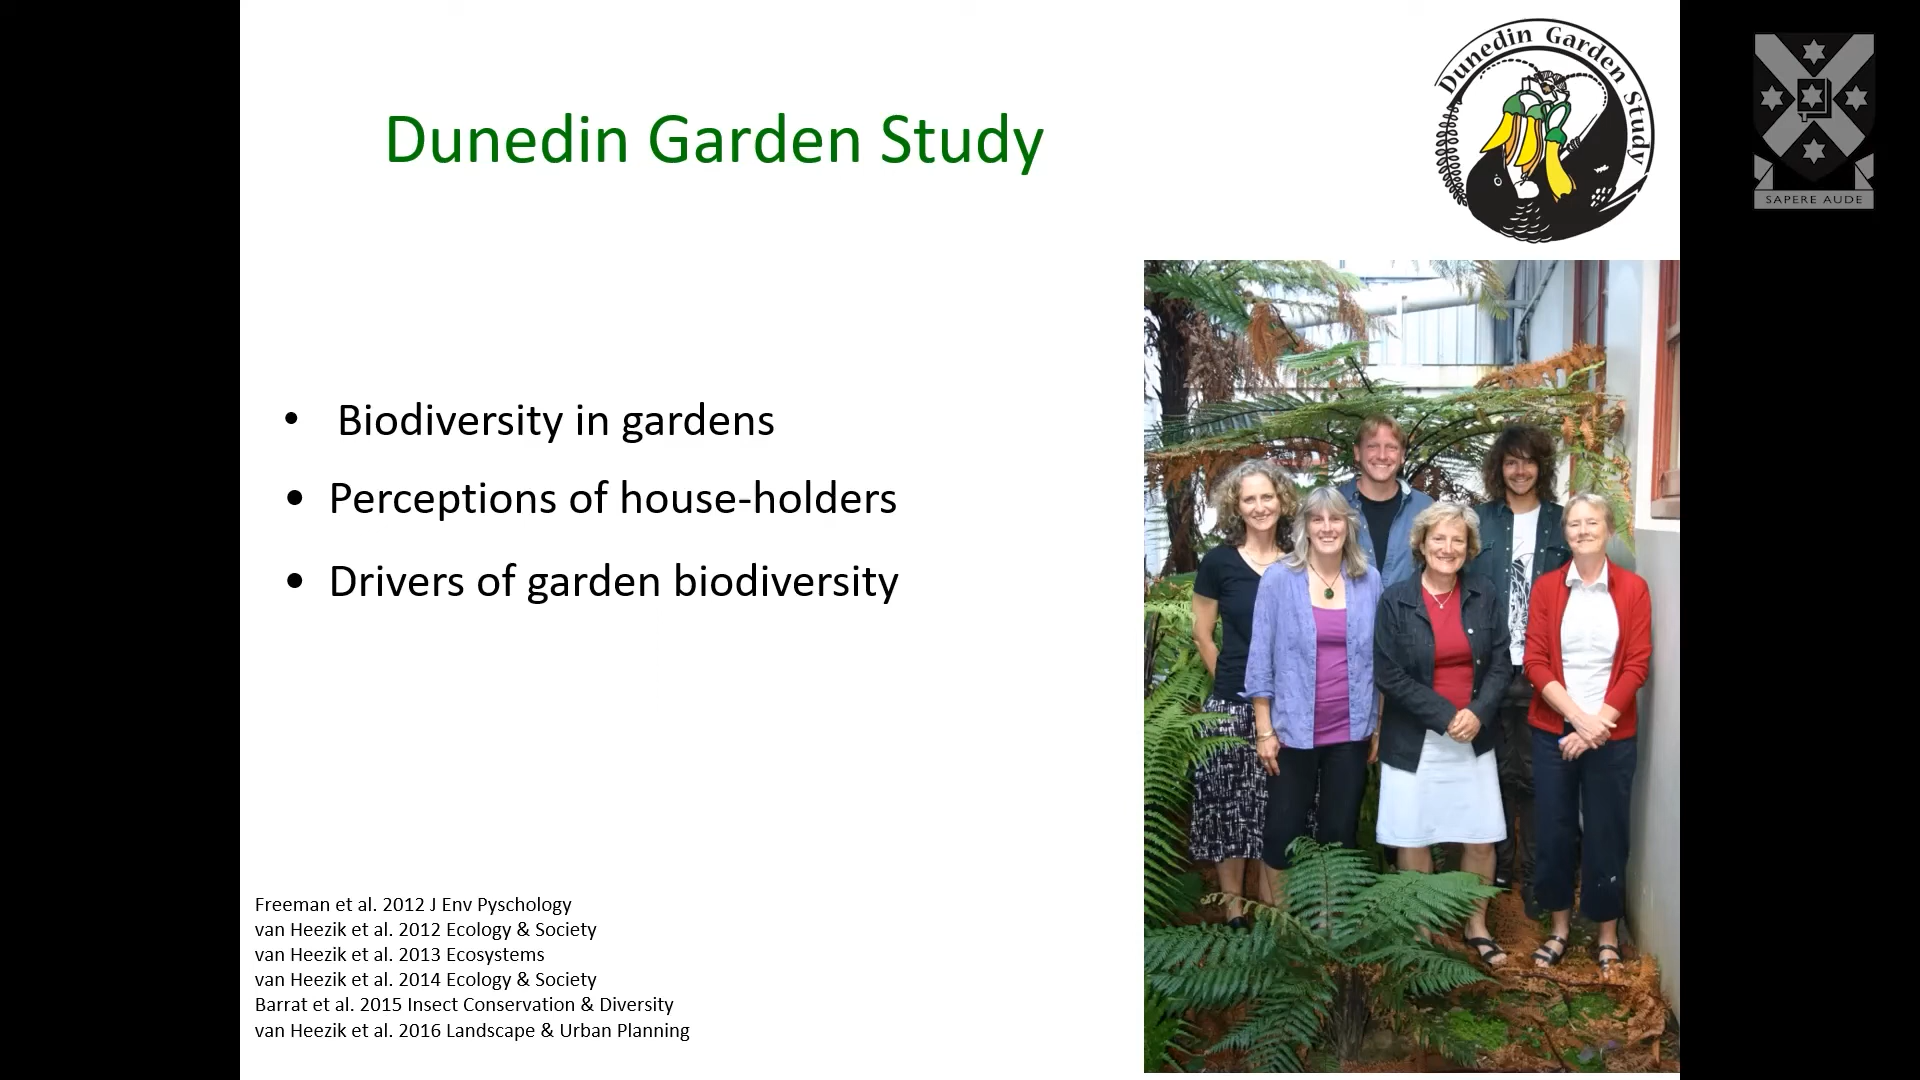 Dunedin Garden Study
Dunedin Garden Study
SAPERE AUDE
• Biodiversity in gardens
• Perceptions of house-holders
• Drivers of garden biodiversity
Freeman et al. 2012 J Env Pyschology
van Heezik et al. 2012 Ecology & Society
van Heezik et al. 2013 Ecosystems
van Heezik et al. 2014 Ecology & Society
Barrat et al. 2015 Insect Conservation & Diversity
van Heezik et al. 2016 Landscape & Urban Planning